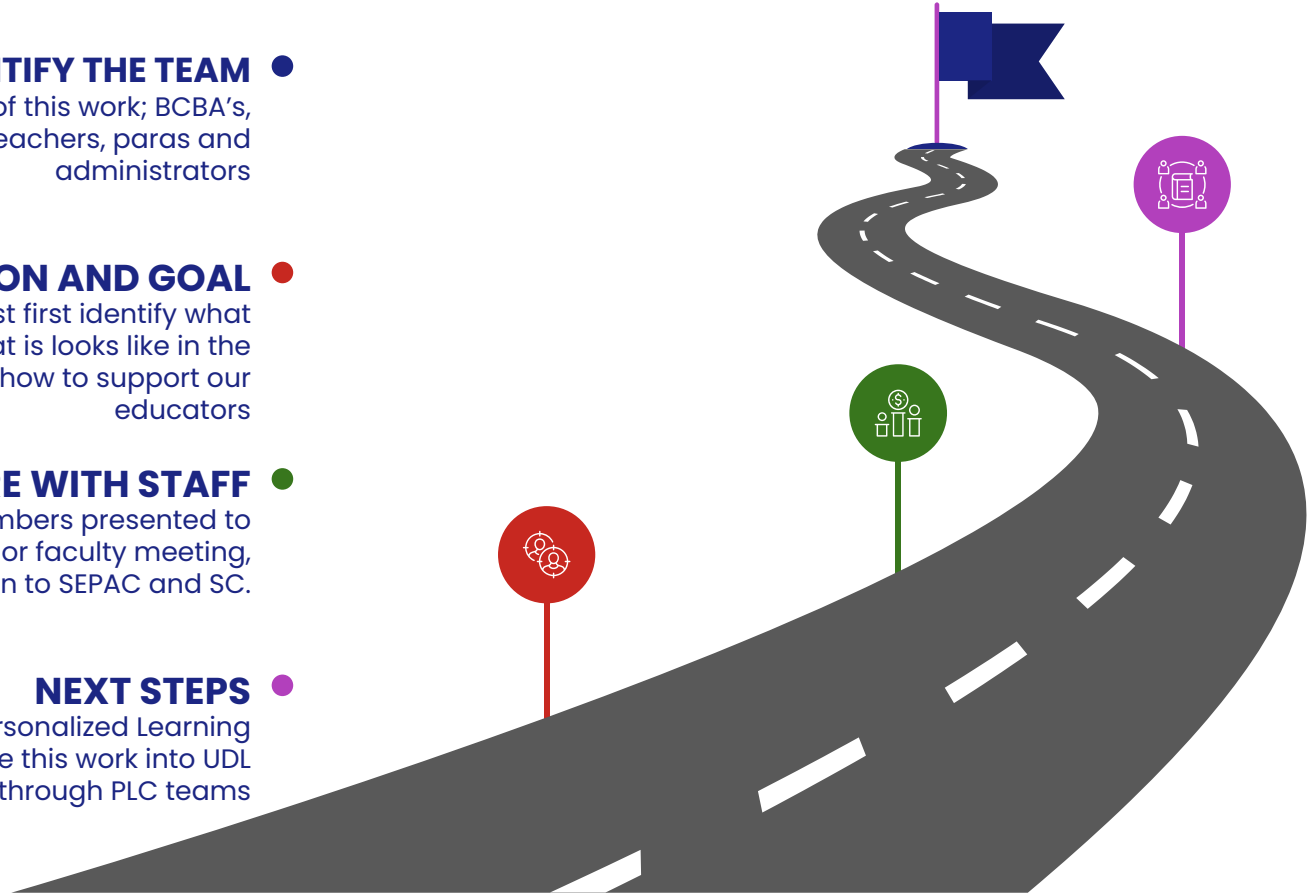 TIFY THE TEAM
of this work; BCBA's,
eachers, paras and
administrators
ON AND GOAL
st first identify what
at is looks like in the
how to support our
educators
E WITH STAFF
mbers presented to
or faculty meeting,
n to SEPAC and SC.
NEXT STEPS
rsonalized Learning
e this work into UDL
through PLC teams
$